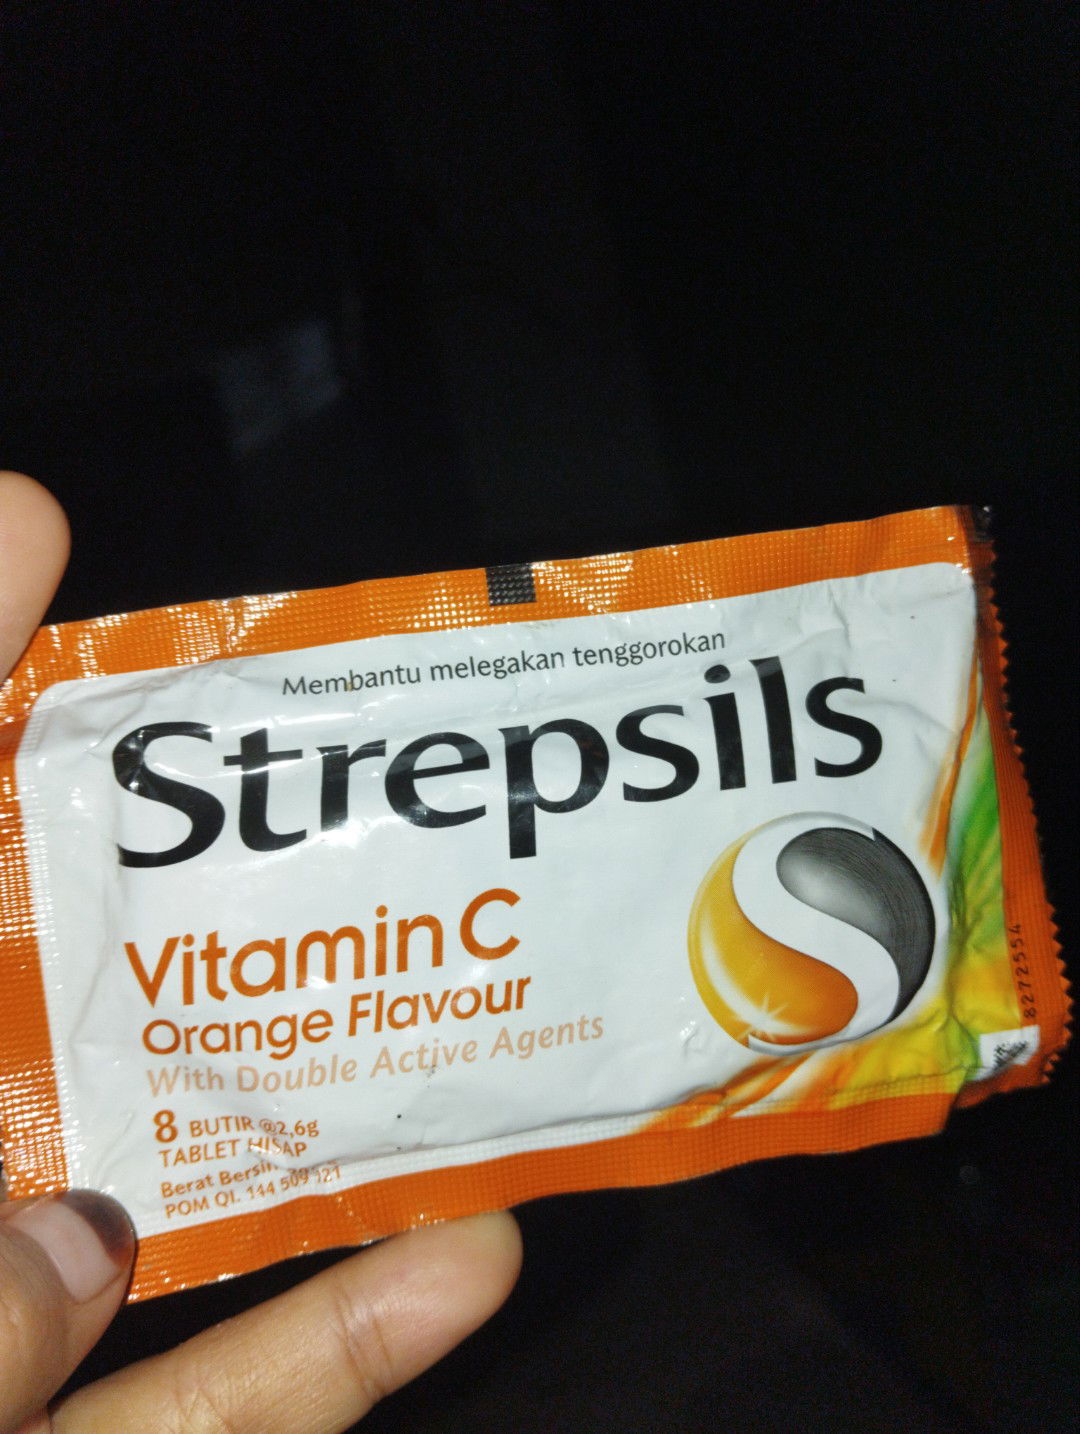 Membantu melegakan tenggorokan
Strepsils
Vitamin C
Orange Flavour
With Double Active Agents
8 BUTIR @2,6g
TABLET HISAP
Berat Bersih
POM QL 144 509 121
8272554